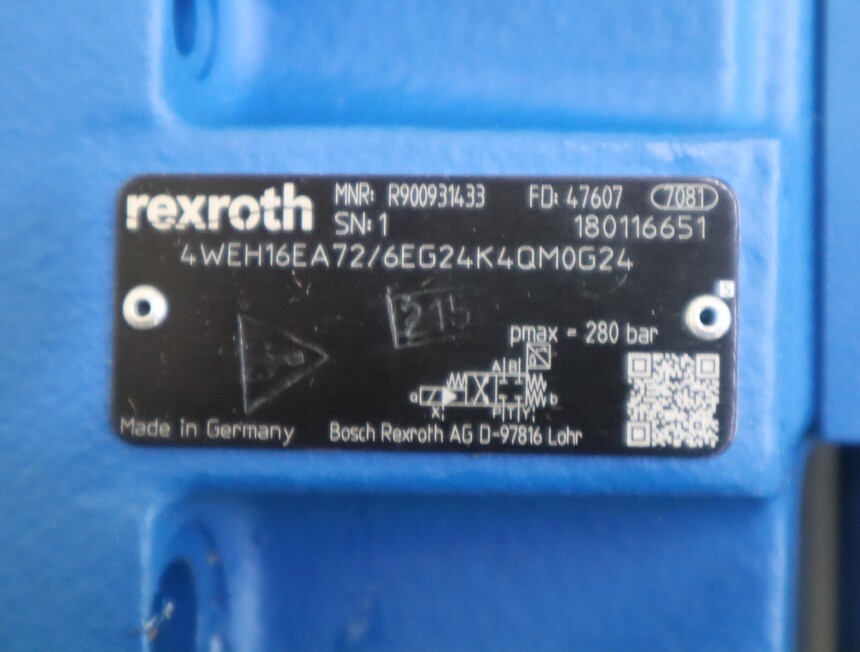 rexroth MNR: R900931433 FD: 47607 7081
SN: 1 180116651
4WEH16EA72/6EG24K4QM0G24
215
pmax = 280 bar
A B
a b
X P T Y
Made in Germany Bosch Rexroth AG D-97816 Lohr